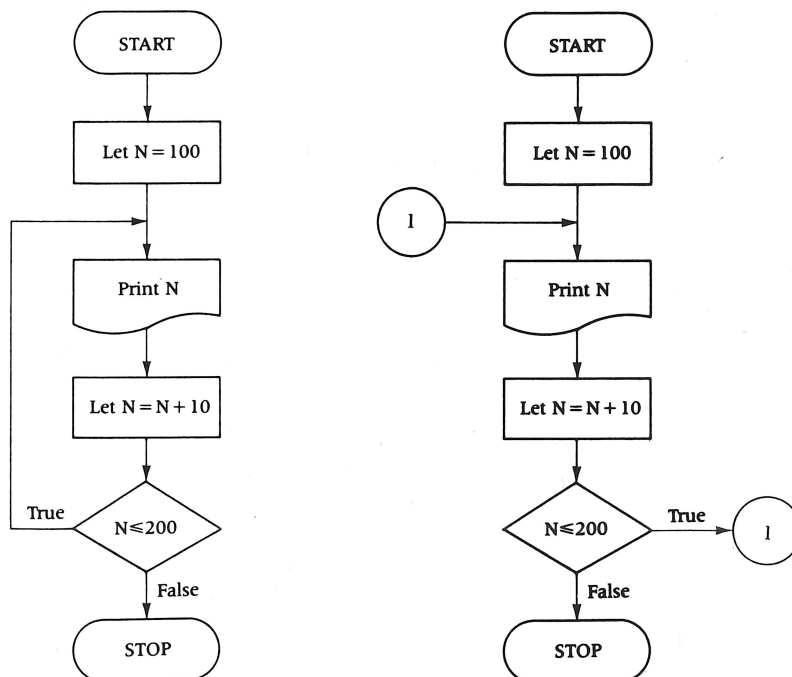 START
Let N = 100
Print N
Let N = N + 10
True
N ⩽ 200
False
STOP
START
Let N = 100
1
Print N
Let N = N + 10
N ⩽ 200
True
1
False
STOP